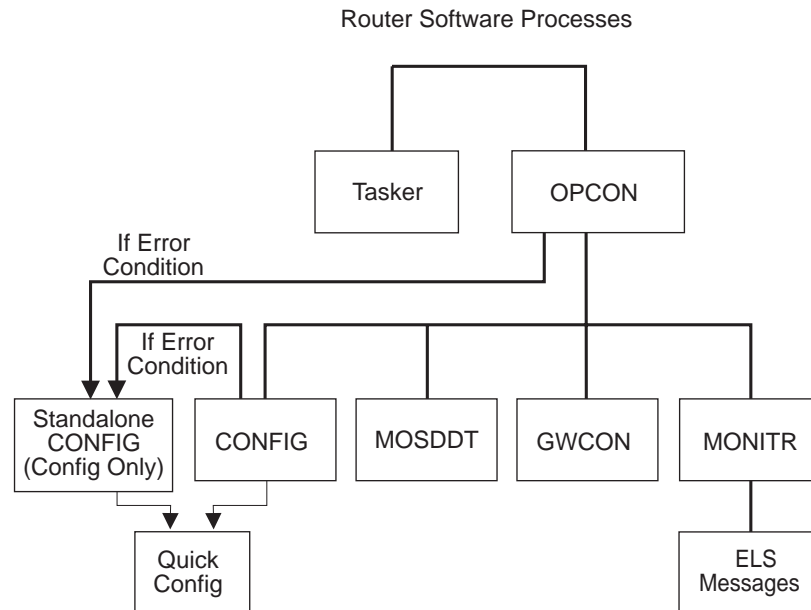 Router Software Processes
Tasker
OPCON
If Error
Condition
If Error
Condition
Standalone
CONFIG
(Config Only)
CONFIG
MOSDDT
GWCON
MONITR
Quick
Config
ELS
Messages